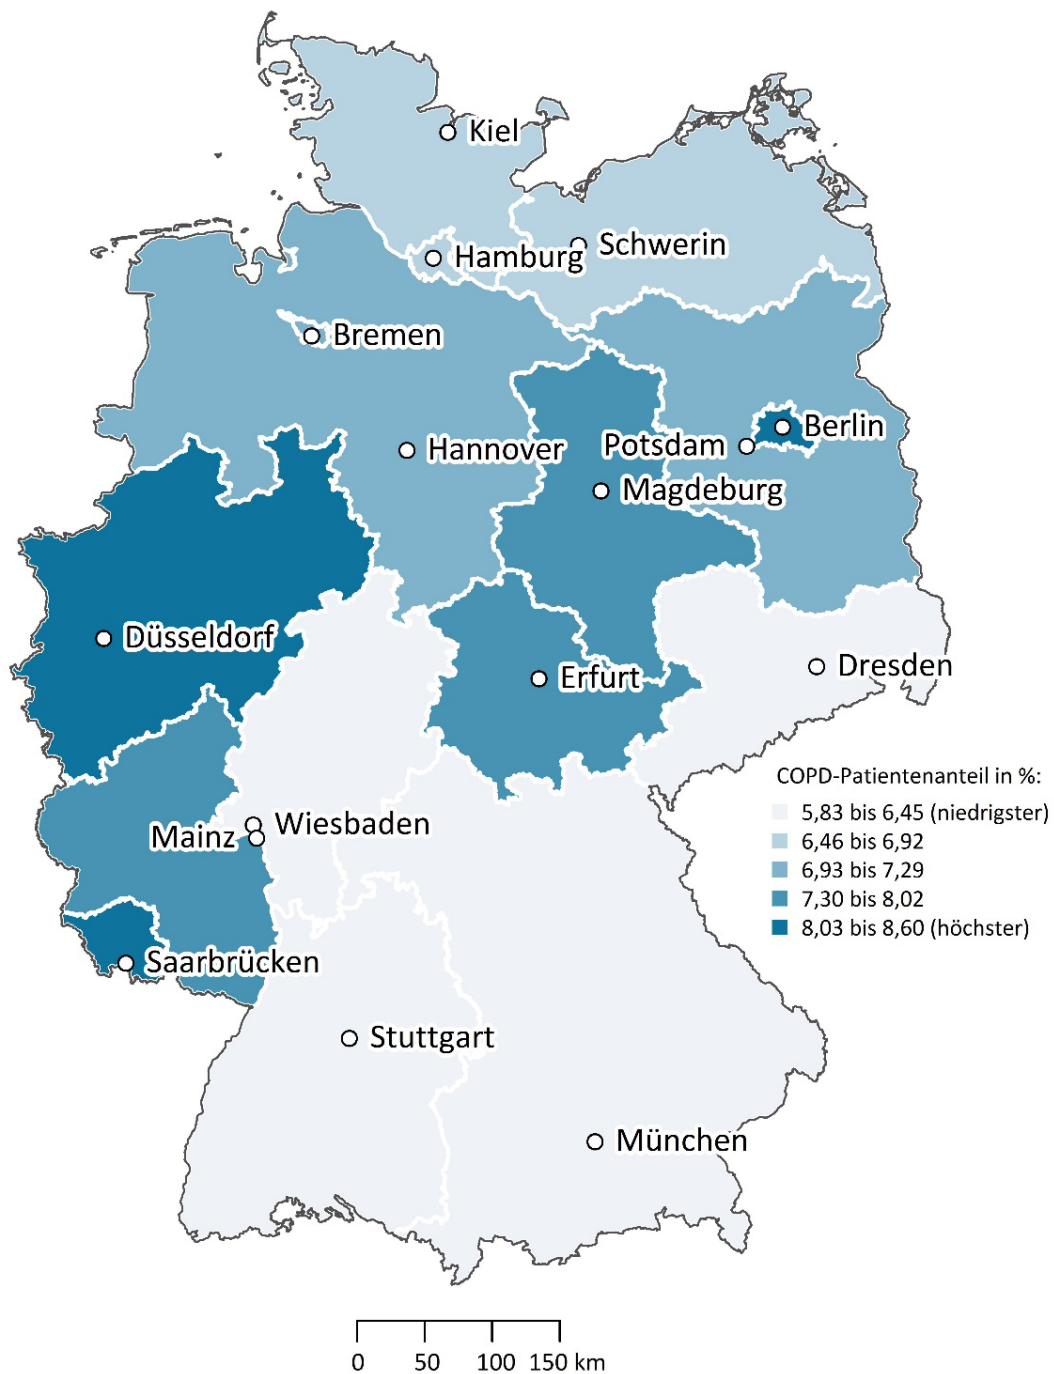 Kiel
Schwerin
Hamburg
Bremen
Berlin
Potsdam
Hannover
Magdeburg
Düsseldorf
Dresden
Erfurt
COPD-Patientenanteil in %:
5,83 bis 6,45 (niedrigster)
6,46 bis 6,92
6,93 bis 7,29
7,30 bis 8,02
8,03 bis 8,60 (höchster)
Wiesbaden
Mainz
Saarbrücken
Stuttgart
München
0 50 100 150 km